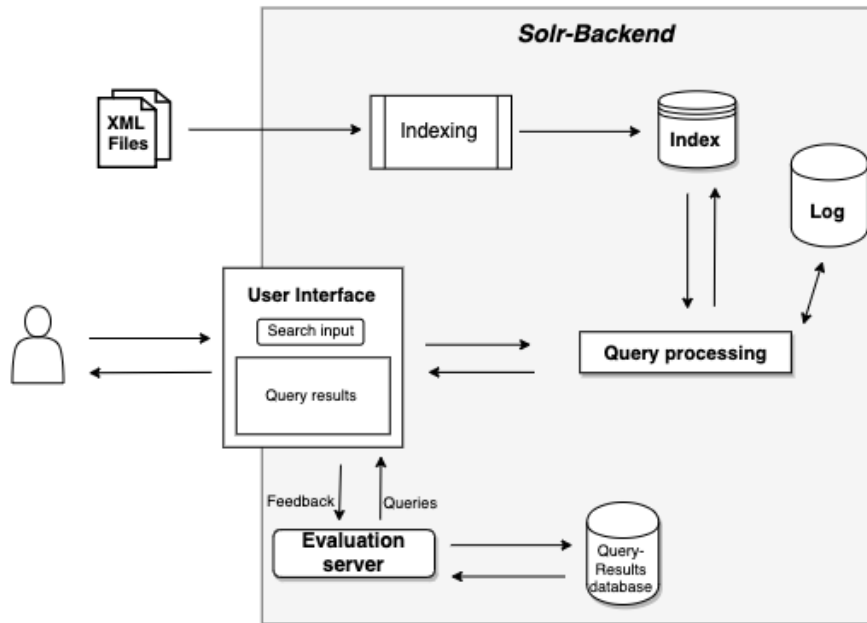 Solr-Backend
XML
Files
Indexing
Index
Log
User Interface
Search input
Query results
Query processing
Feedback
Queries
Evaluation
server
Query-
Results
database